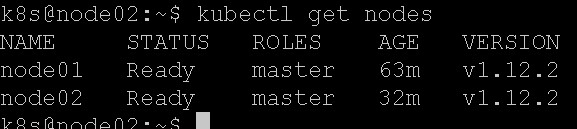 k8s@node02:~$ kubectl get nodes
NAME     STATUS   ROLES    AGE   VERSION
node01   Ready    master   63m   v1.12.2
node02   Ready    master   32m   v1.12.2
k8s@node02:~$